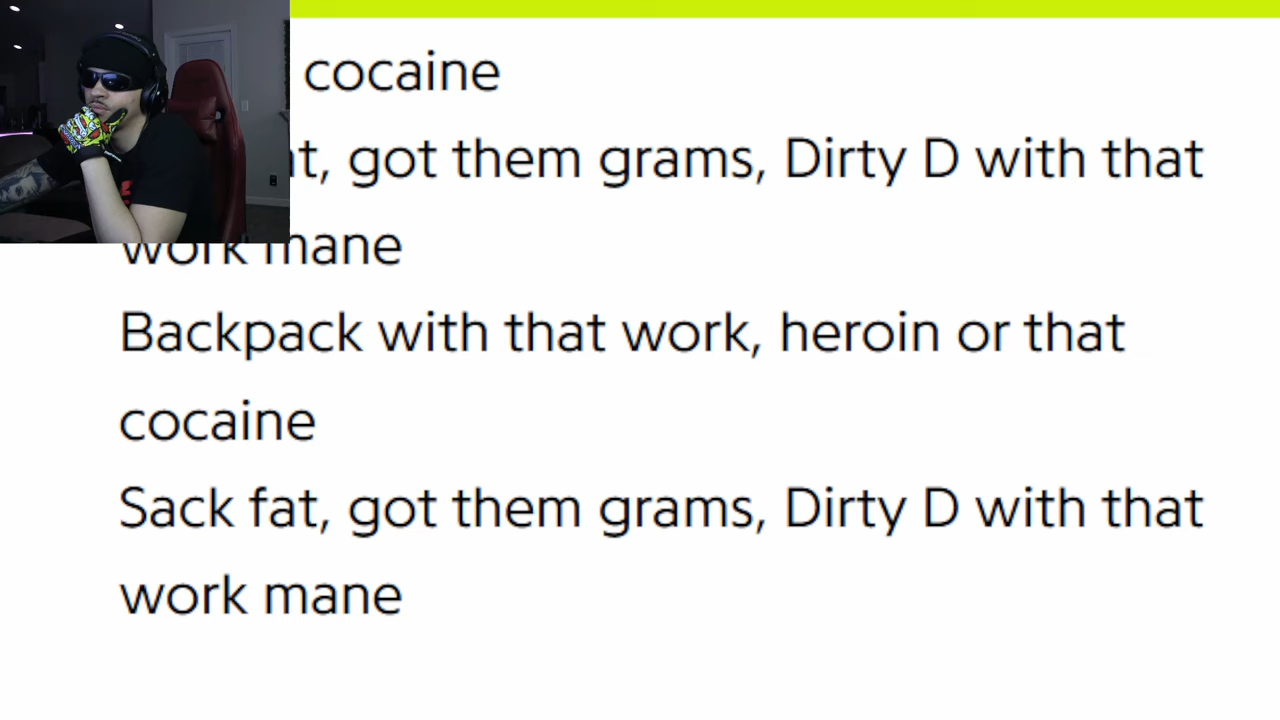 cocaine
got them grams, Dirty D with that
work mane
Backpack with that work, heroin or that
cocaine
Sack fat, got them grams, Dirty D with that
work mane